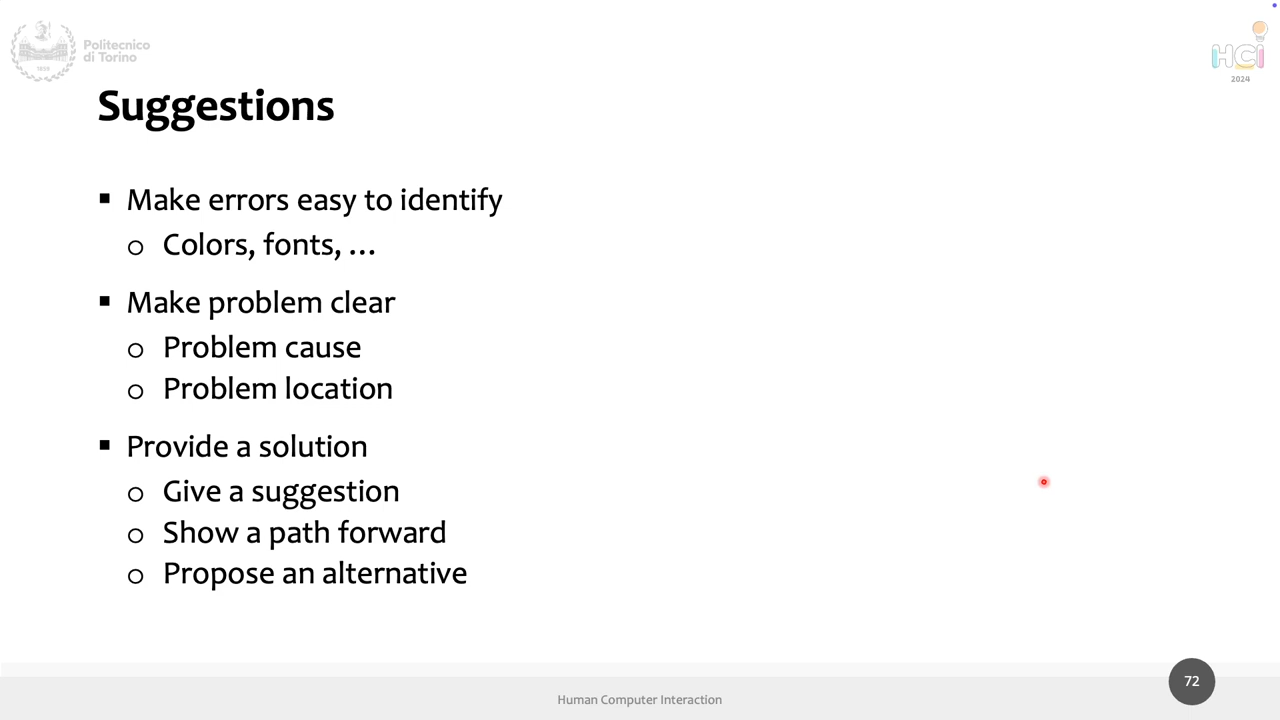 Politecnico
di Torino
1859
HCI
2024
Suggestions
▪ Make errors easy to identify
o Colors, fonts, ...
▪ Make problem clear
o Problem cause
o Problem location
▪ Provide a solution
o Give a suggestion
o Show a path forward
o Propose an alternative
Human Computer Interaction
72